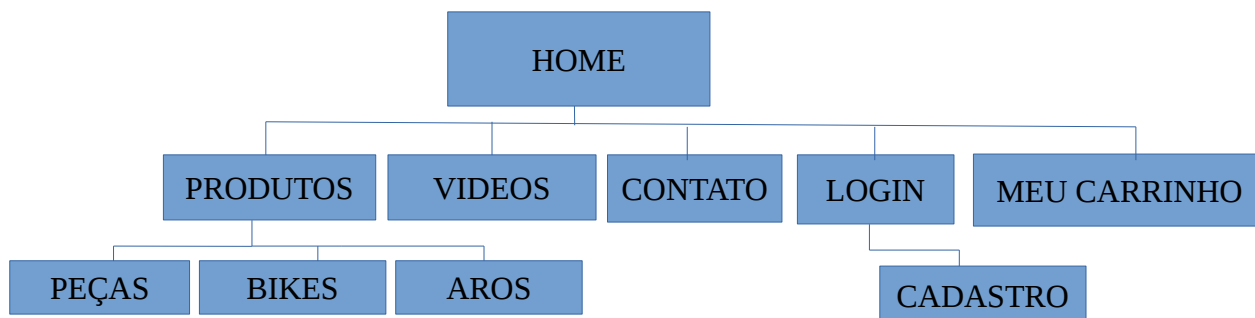 HOME
PRODUTOS
VIDEOS
CONTATO
LOGIN
MEU CARRINHO
PEÇAS
BIKES
AROS
CADASTRO